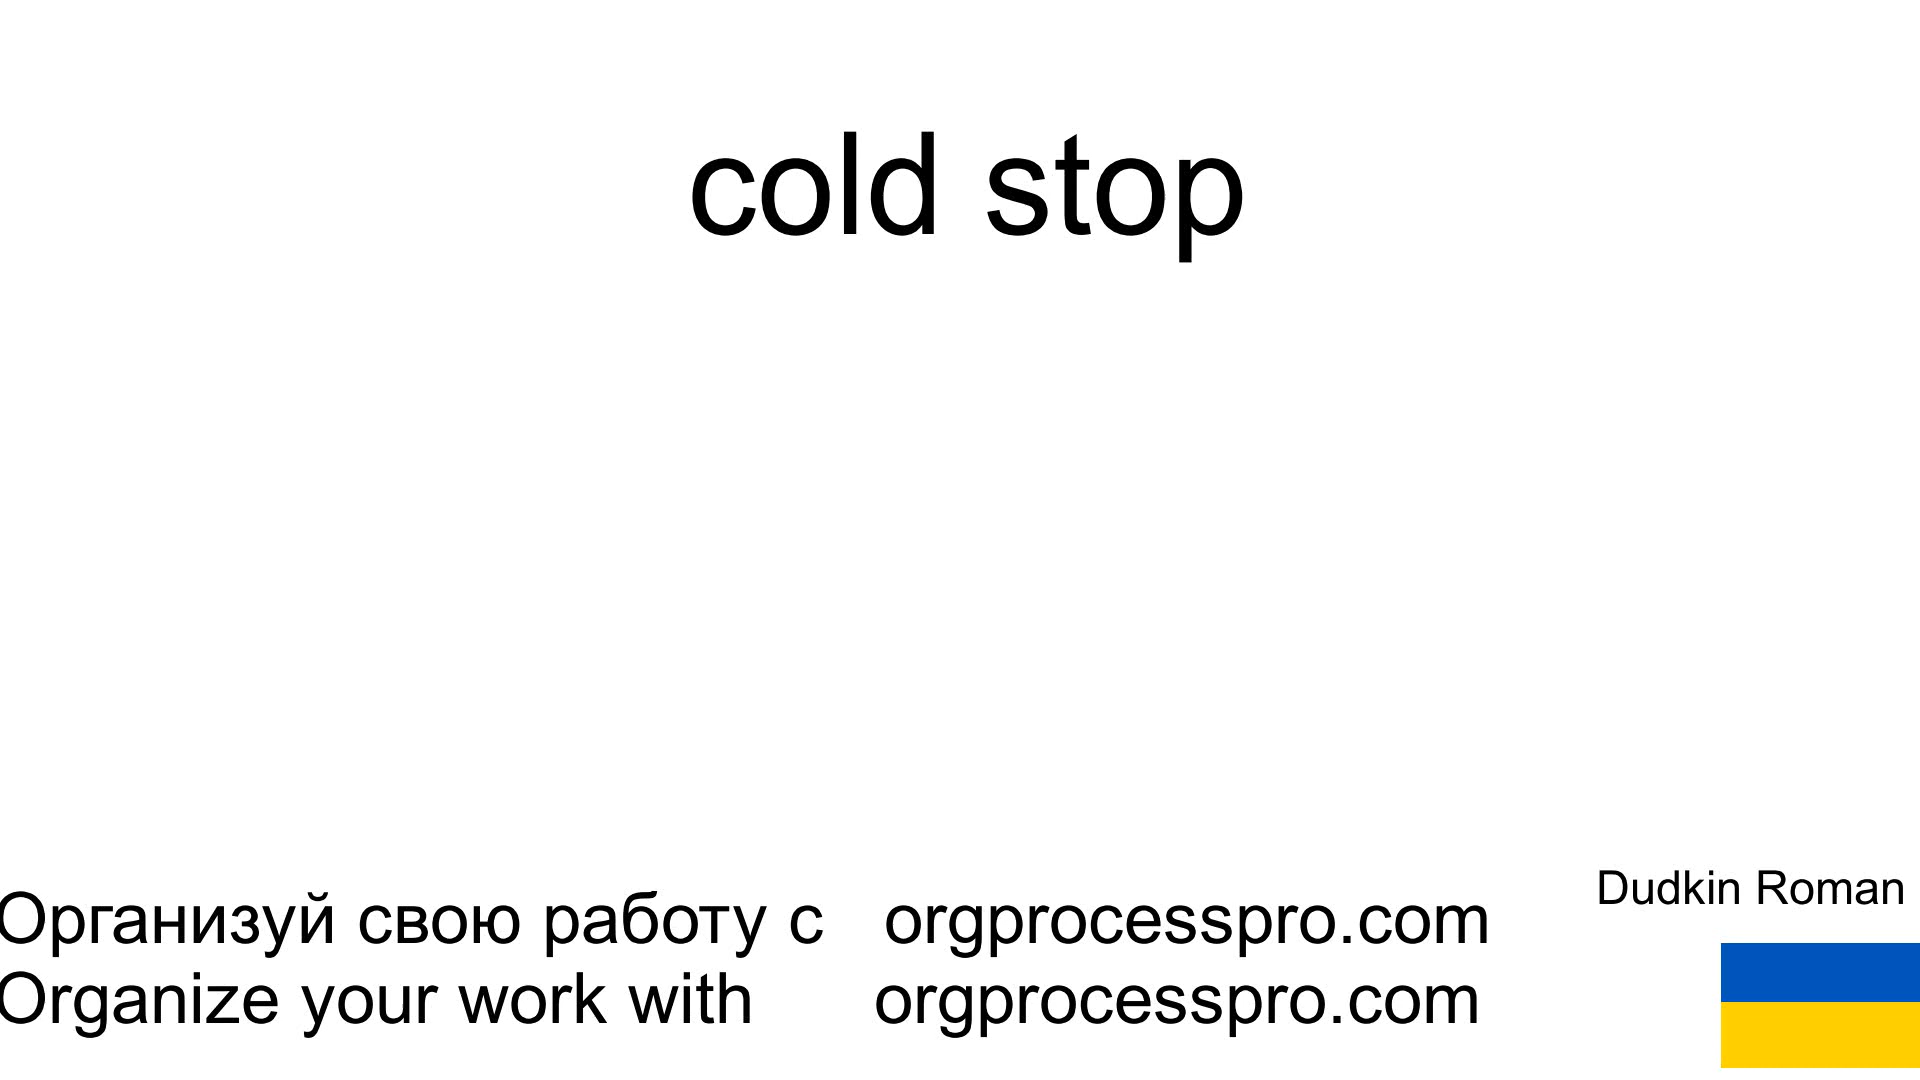 cold stop
Dudkin Roman
Организуй свою работу с orgprocesspro.com
Organize your work with orgprocesspro.com